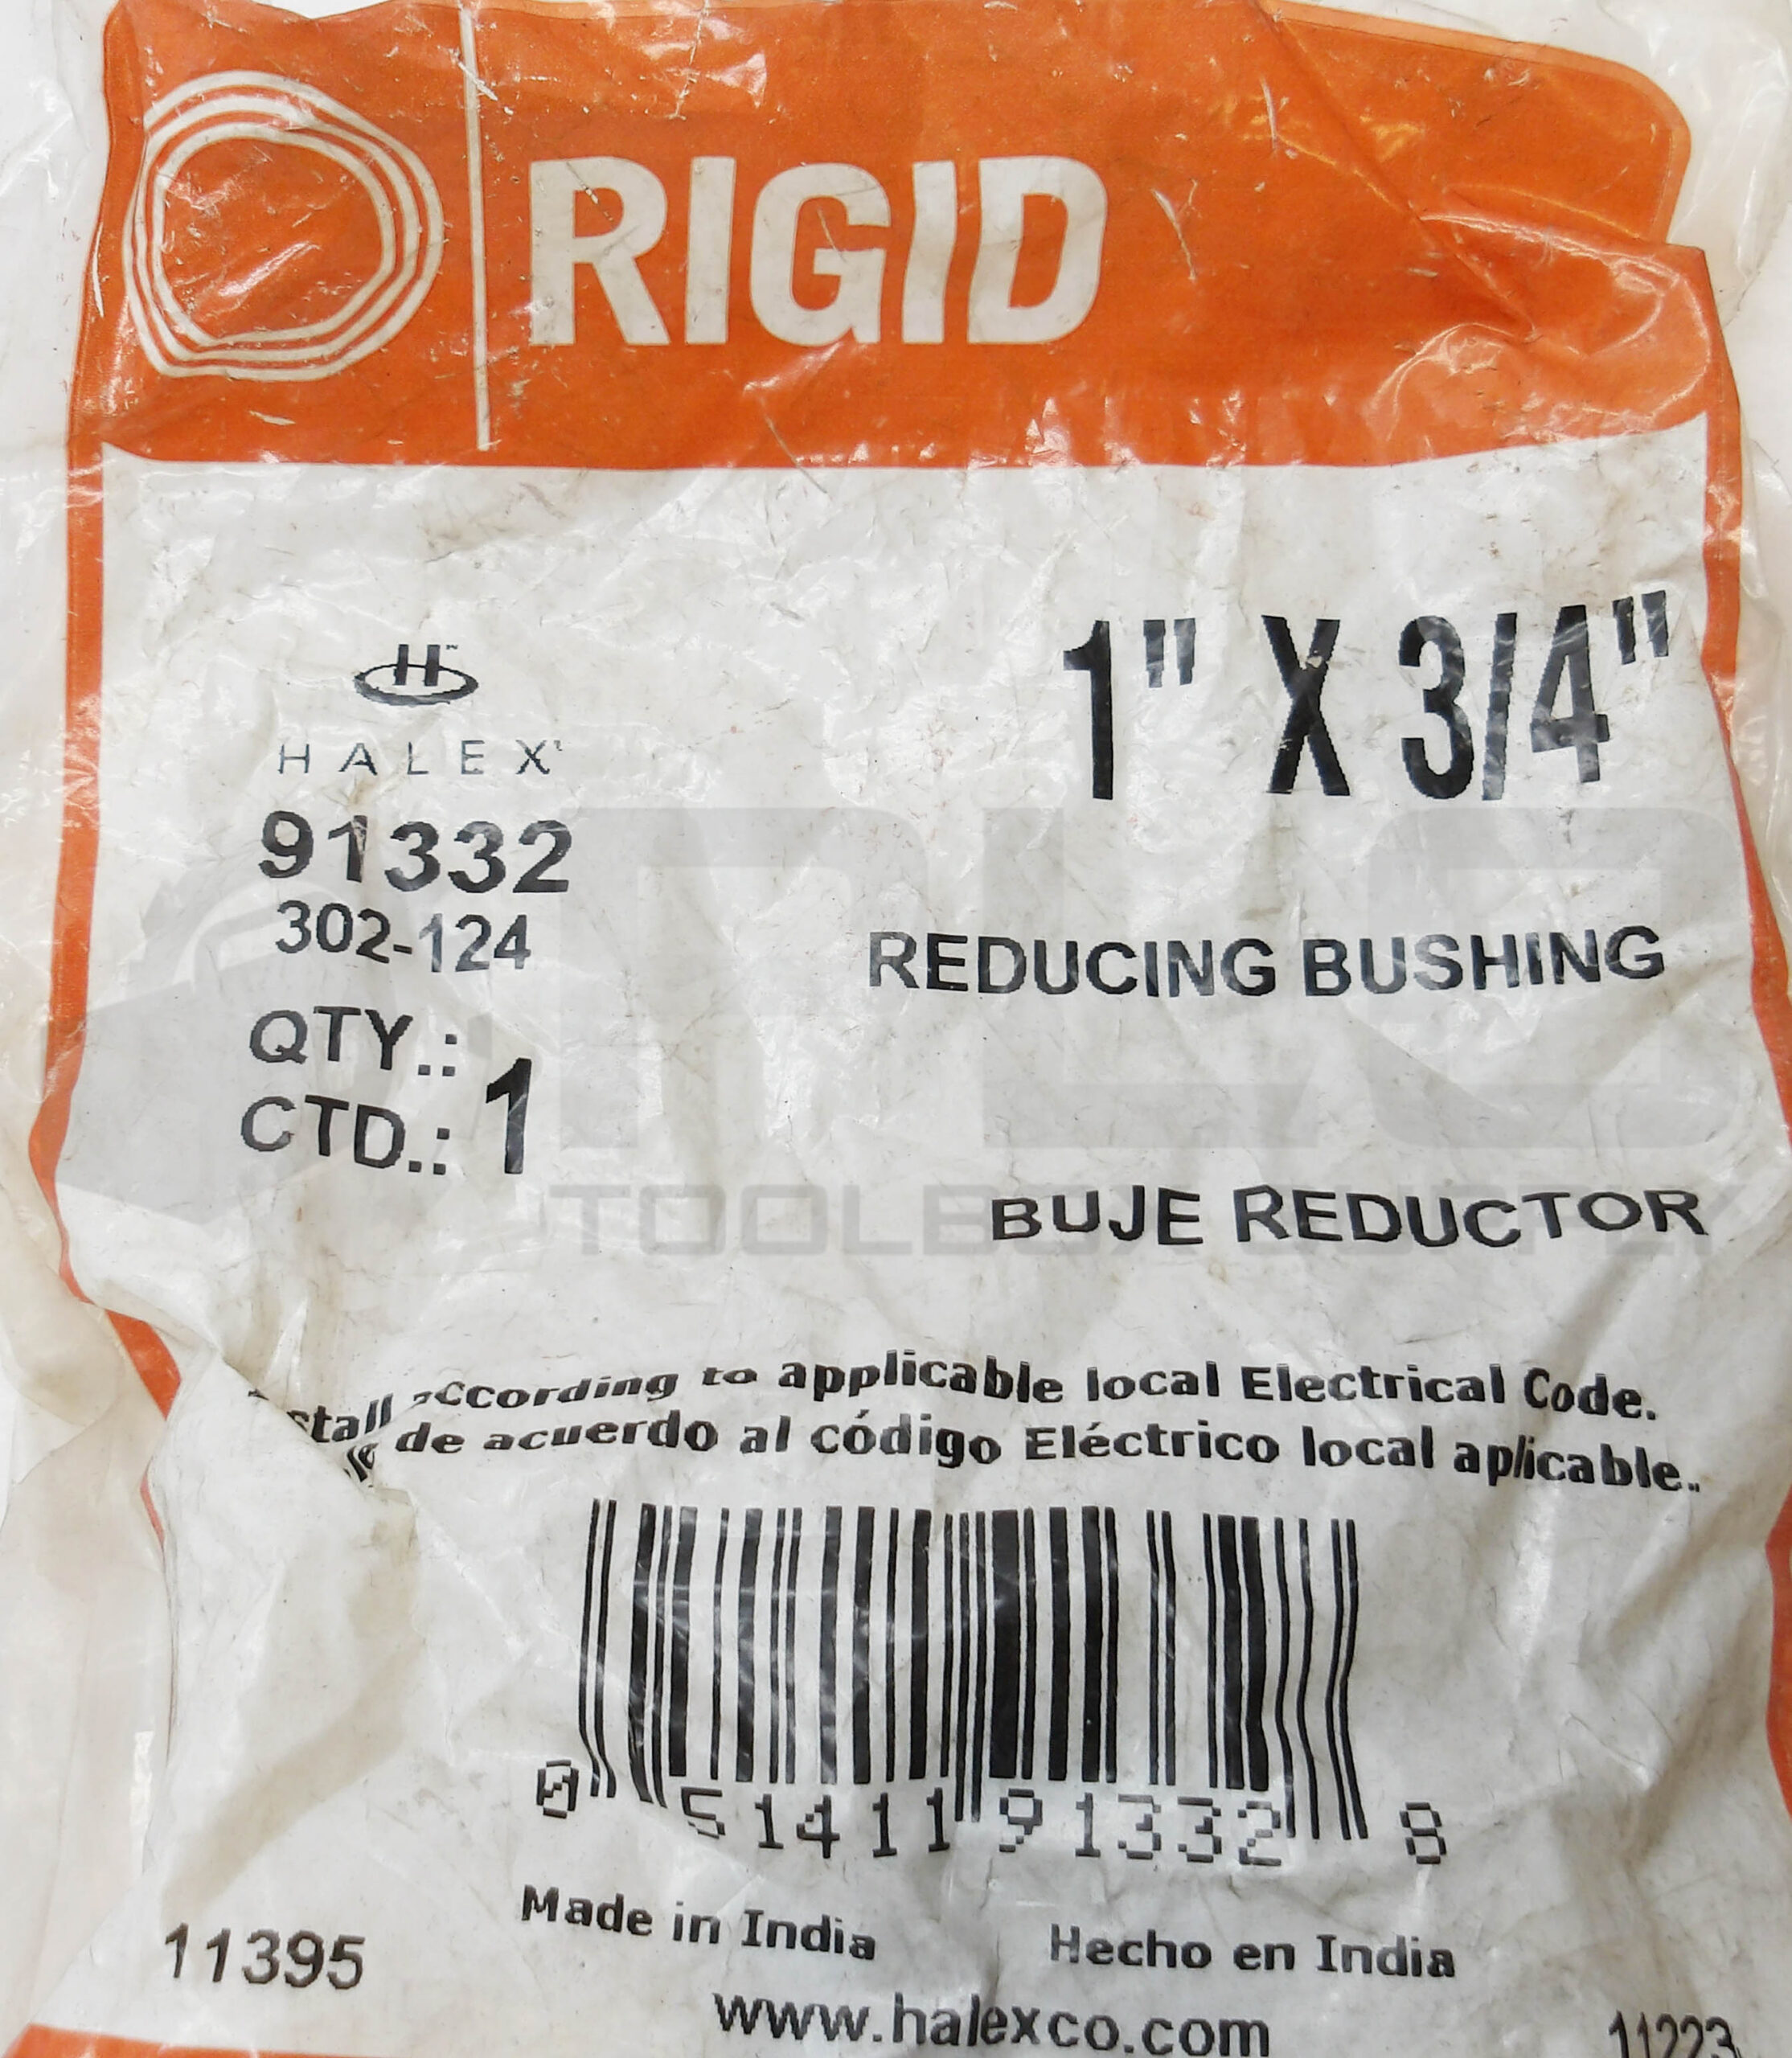 RIGID
1" X 3/4"
H
HALEX
91332
302-124
REDUCING BUSHING
QTY.:
CTD.: 1
BUJE REDUCTOR
according to applicable local Electrical Code.
de acuerdo al código Eléctrico local aplicable.
0 51411 91332 8
Made in India Hecho en India
11395
www.halexco.com
11223